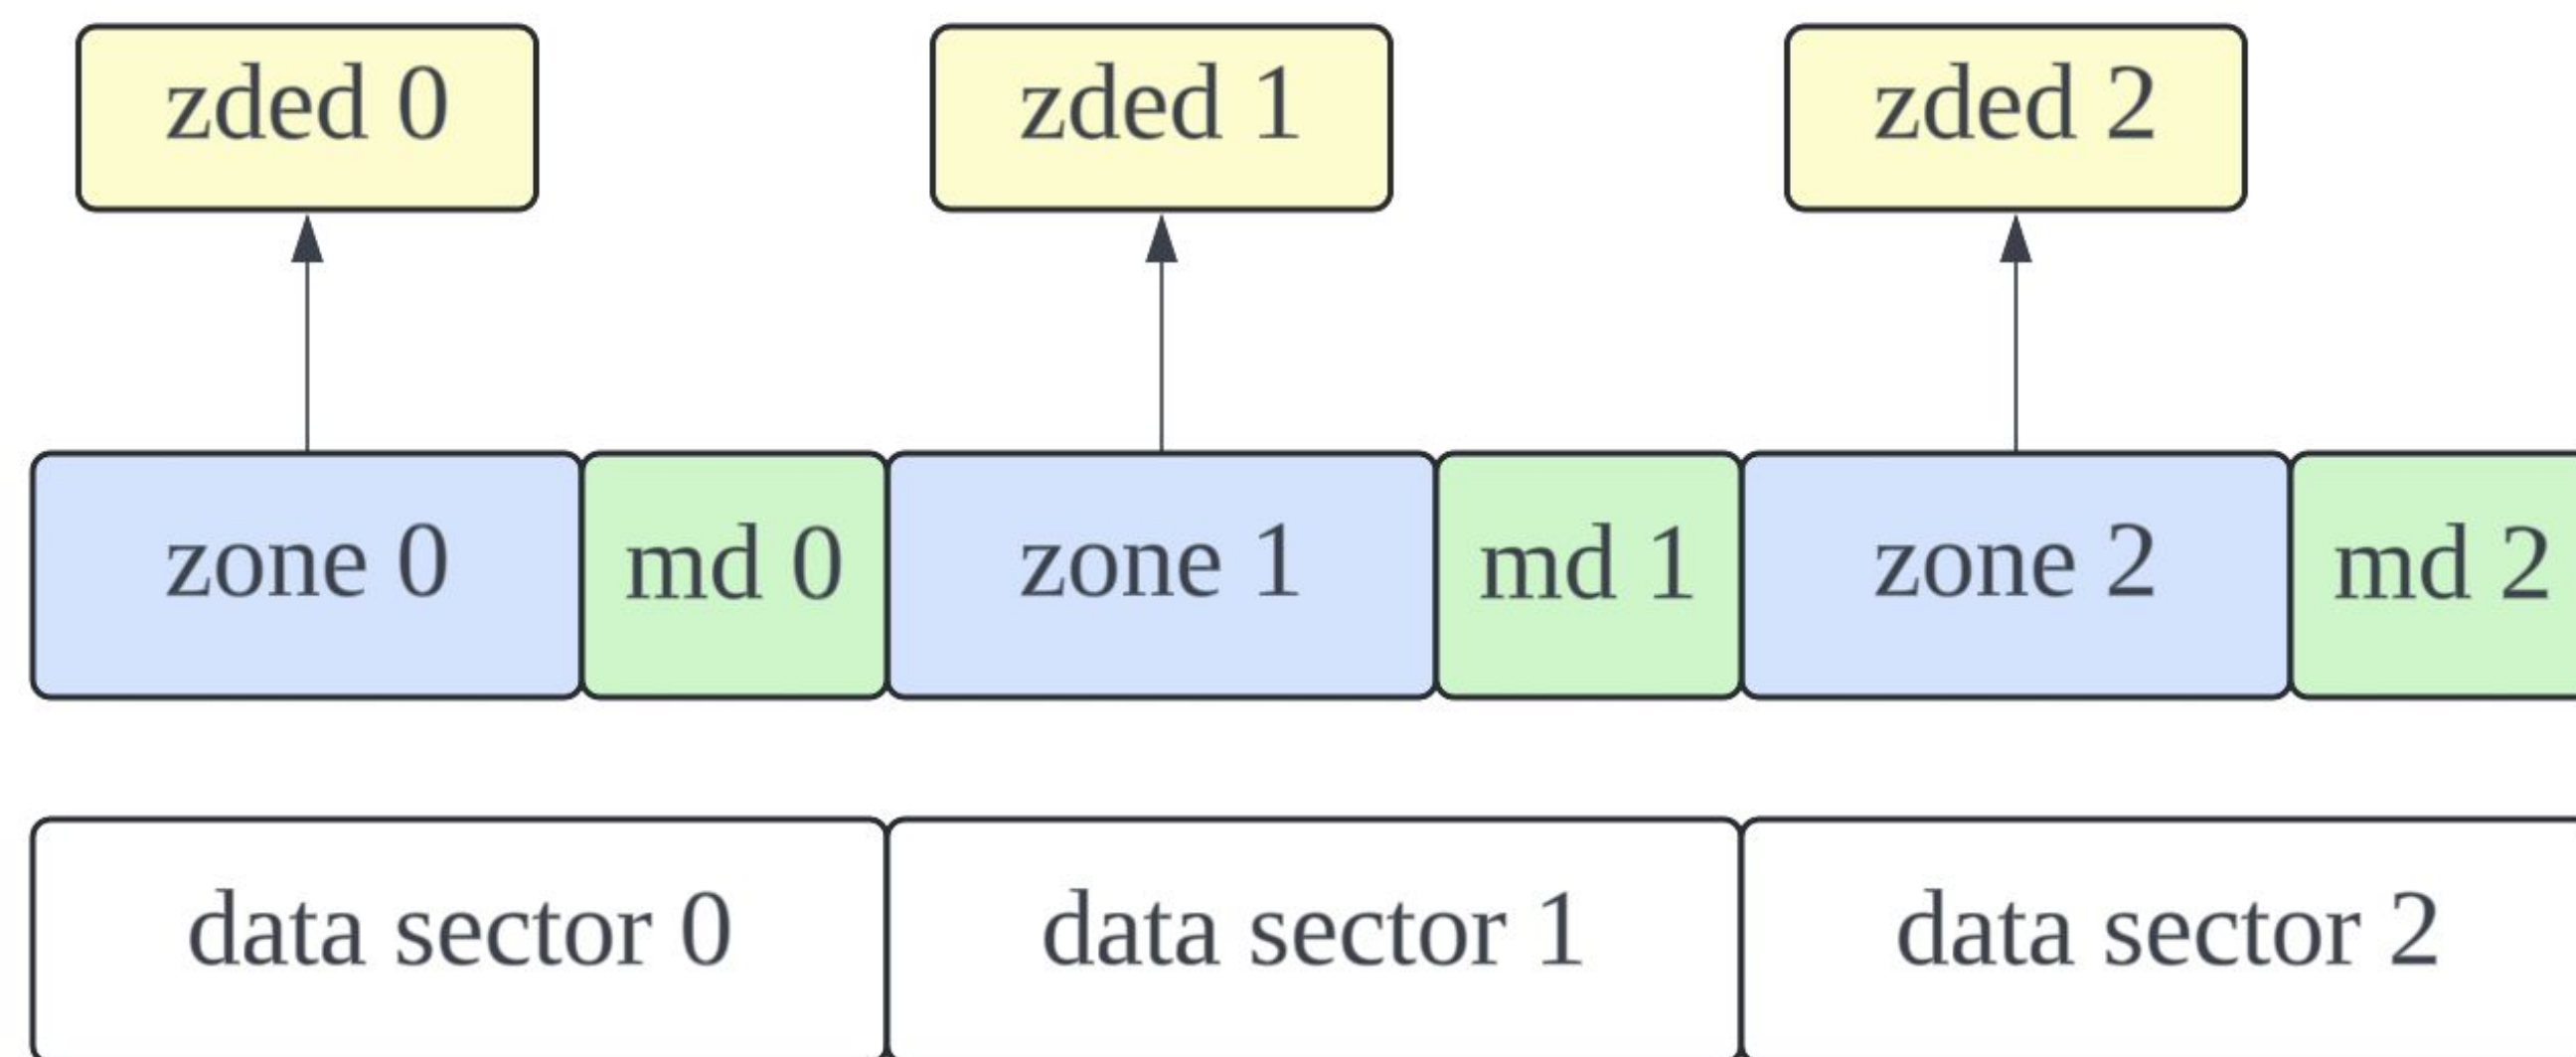 zded 0 zded 1 zded 2
zone 0 md 0 zone 1 md 1 zone 2 md 2
data sector 0 data sector 1 data sector 2